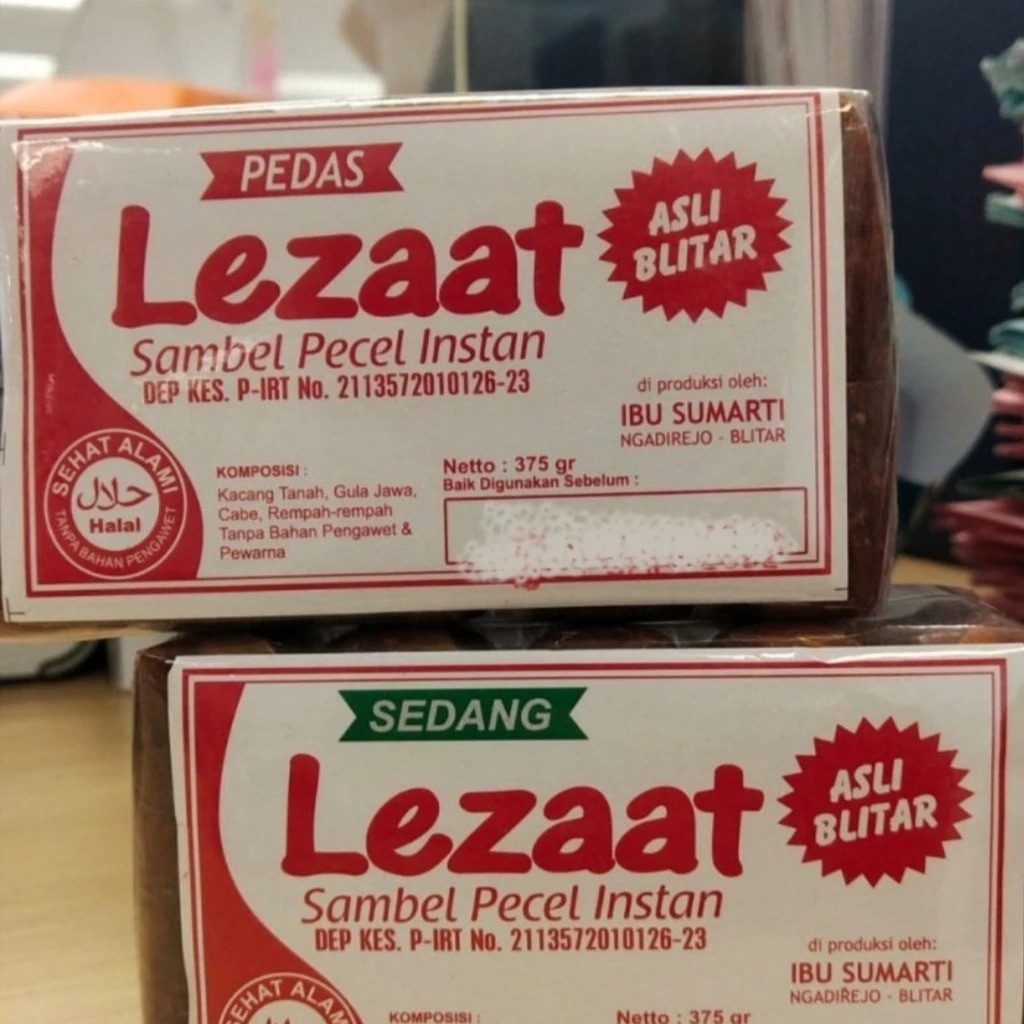 PEDAS
Lezaat
ASLI
BLITAR
Sambel Pecel Instan
DEP KES. P-IRT No. 2113572010126-23
di produksi oleh:
IBU SUMARTI
NGADIREJO - BLITAR
SEHAT ALAMI
حلال
Halal
TANPA BAHAN PENGAWET
KOMPOSISI :
Kacang Tanah, Gula Jawa,
Cabe, Rempah-rempah
Tanpa Bahan Pengawet &
Pewarna
Netto : 375 gr
Baik Digunakan Sebelum :
SEDANG
Lezaat
ASLI
BLITAR
Sambel Pecel Instan
DEP KES. P-IRT No. 2113572010126-23
di produksi oleh:
IBU SUMARTI
NGADIREJO - BLITAR
SEHAT ALAMI
KOMPOSISI :
Netto : 375 gr